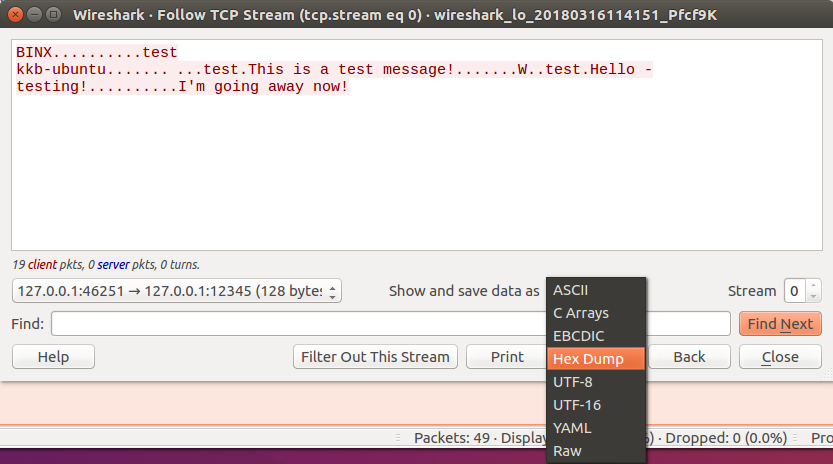 Wireshark · Follow TCP Stream (tcp.stream eq 0) · wireshark_lo_20180316114151_Pfcf9K
BINX..........test
kkb-ubuntu....... ...test.This is a test message!.......W..test.Hello -
testing!..........I'm going away now!
19 client pkts, 0 server pkts, 0 turns.
127.0.0.1:46251 → 127.0.0.1:12345 (128 bytes
Show and save data as
Stream 0
ASCII
C Arrays
EBCDIC
Hex Dump
UTF-8
UTF-16
YAML
Raw
Find:
Find Next
Help
Filter Out This Stream
Print
Back
Close
Packets: 49 · Display
%) · Dropped: 0 (0.0%)
Pro